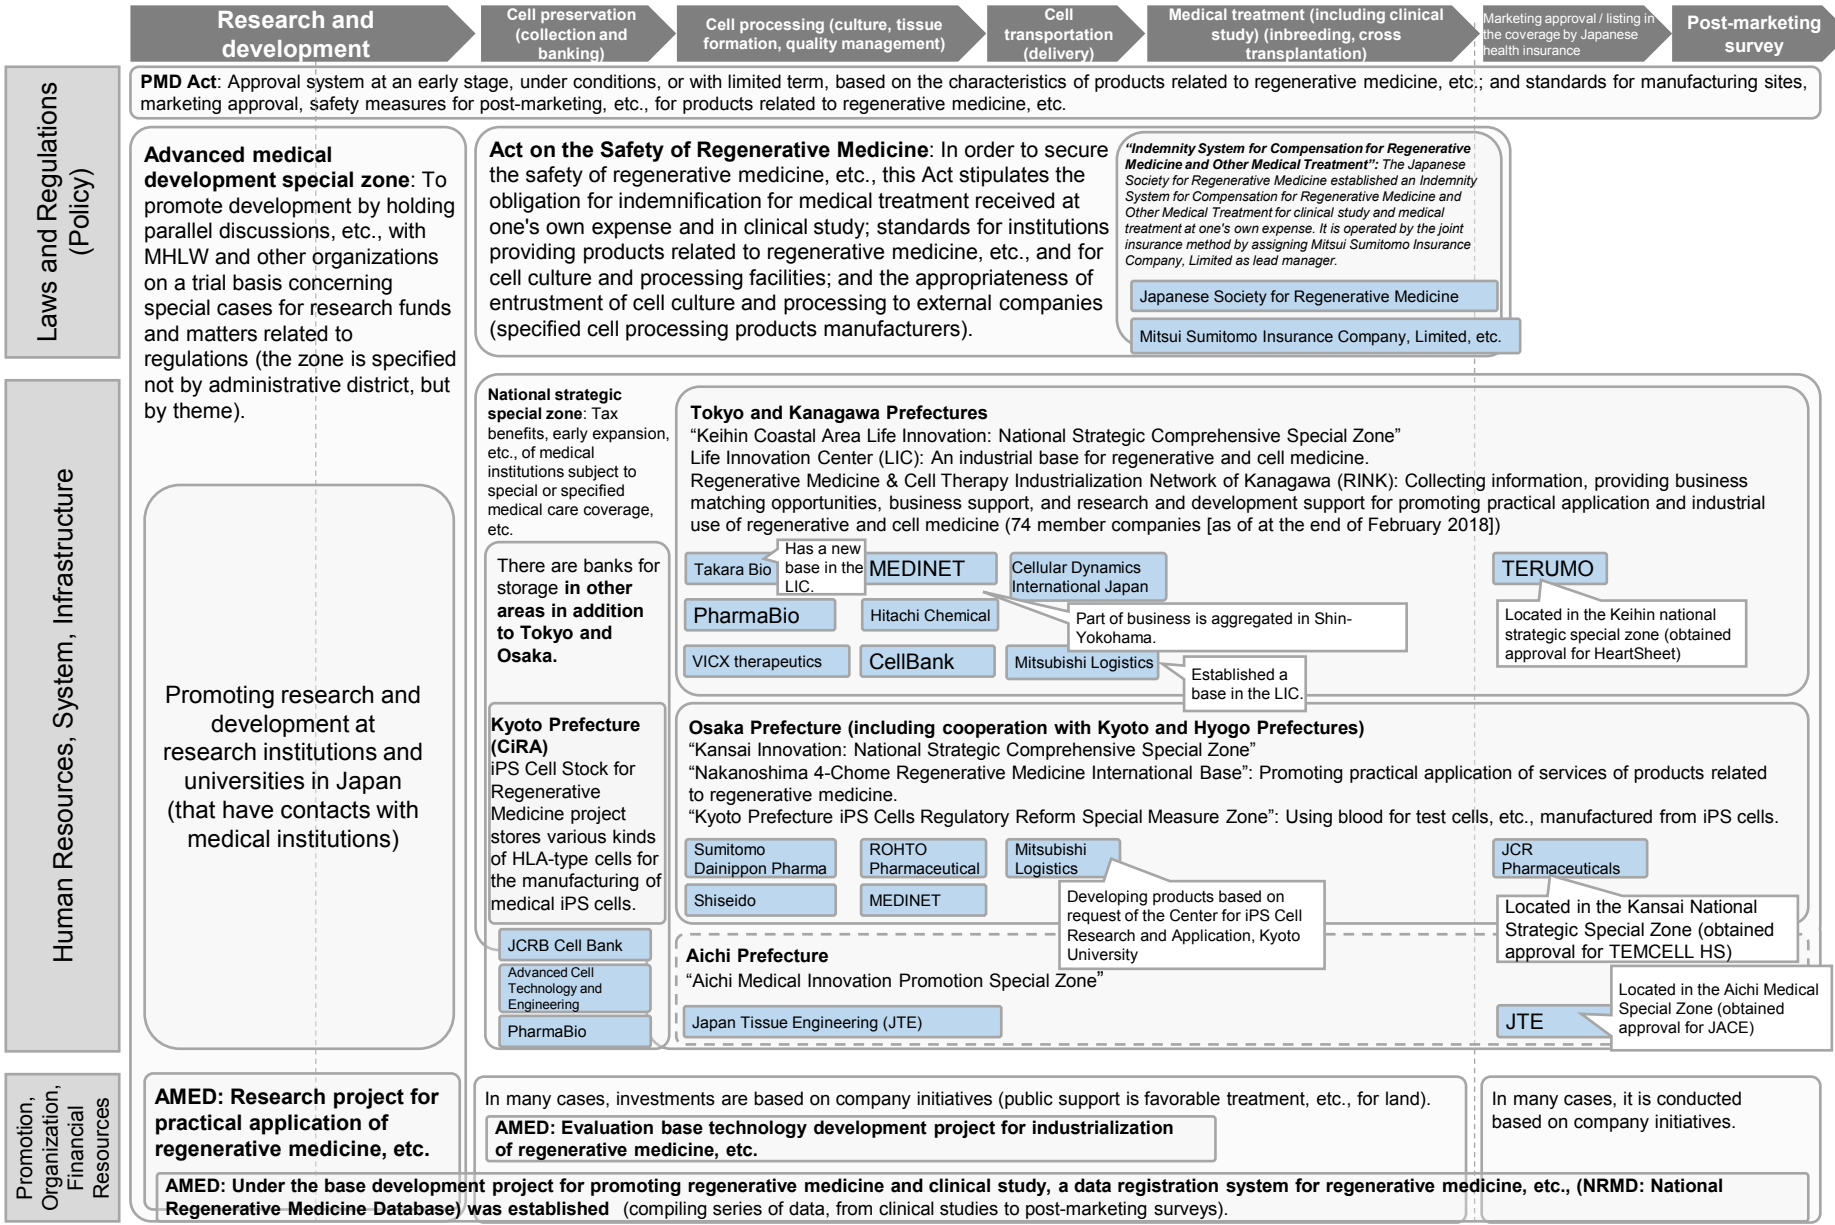 Research and
development
Cell preservation
(collection and
banking)
Cell processing (culture, tissue
formation, quality management)
Cell
transportation
(delivery)
Medical treatment (including clinical
study) (inbreeding, cross
transplantation)
Marketing approval / listing in
the coverage by Japanese
health insurance
Post-marketing
survey
Laws and Regulations
(Policy)
PMD Act: Approval system at an early stage, under conditions, or with limited term, based on the characteristics of products related to regenerative medicine, etc.; and standards for manufacturing sites,
marketing approval, safety measures for post-marketing, etc., for products related to regenerative medicine, etc.
Advanced medical
development special zone: To
promote development by holding
parallel discussions, etc., with
MHLW and other organizations
on a trial basis concerning
special cases for research funds
and matters related to
regulations (the zone is specified
not by administrative district, but
by theme).
Act on the Safety of Regenerative Medicine: In order to secure
the safety of regenerative medicine, etc., this Act stipulates the
obligation for indemnification for medical treatment received at
one's own expense and in clinical study; standards for institutions
providing products related to regenerative medicine, etc., and for
cell culture and processing facilities; and the appropriateness of
entrustment of cell culture and processing to external companies
(specified cell processing products manufacturers).
“Indemnity System for Compensation for Regenerative
Medicine and Other Medical Treatment”: The Japanese
Society for Regenerative Medicine established an Indemnity
System for Compensation for Regenerative Medicine and
Other Medical Treatment for clinical study and medical
treatment at one's own expense. It is operated by the joint
insurance method by assigning Mitsui Sumitomo Insurance
Company, Limited as lead manager.
Japanese Society for Regenerative Medicine
Mitsui Sumitomo Insurance Company, Limited, etc.
Human Resources, System, Infrastructure
Promoting research and
development at
research institutions and
universities in Japan
(that have contacts with
medical institutions)
National strategic
special zone: Tax
benefits, early expansion,
etc., of medical
institutions subject to
special or specified
medical care coverage,
etc.
There are banks for
storage in other
areas in addition
to Tokyo and
Osaka.
Kyoto Prefecture
(CiRA)
iPS Cell Stock for
Regenerative
Medicine project
stores various kinds
of HLA-type cells for
the manufacturing of
medical iPS cells.
JCRB Cell Bank
Advanced Cell
Technology and
Engineering
PharmaBio
Tokyo and Kanagawa Prefectures
“Keihin Coastal Area Life Innovation: National Strategic Comprehensive Special Zone”
Life Innovation Center (LIC): An industrial base for regenerative and cell medicine.
Regenerative Medicine & Cell Therapy Industrialization Network of Kanagawa (RINK): Collecting information, providing business
matching opportunities, business support, and research and development support for promoting practical application and industrial
use of regenerative and cell medicine (74 member companies [as of at the end of February 2018])
Takara Bio
Has a new
base in the
LIC.
MEDINET
Cellular Dynamics
International Japan
TERUMO
PharmaBio
Hitachi Chemical
Part of business is aggregated in Shin-
Yokohama.
Located in the Keihin national
strategic special zone (obtained
approval for HeartSheet)
VICX therapeutics
CellBank
Mitsubishi Logistics
Established a
base in the LIC.
Osaka Prefecture (including cooperation with Kyoto and Hyogo Prefectures)
“Kansai Innovation: National Strategic Comprehensive Special Zone”
“Nakanoshima 4-Chome Regenerative Medicine International Base”: Promoting practical application of services of products related
to regenerative medicine.
“Kyoto Prefecture iPS Cells Regulatory Reform Special Measure Zone”: Using blood for test cells, etc., manufactured from iPS cells.
Sumitomo
Dainippon Pharma
ROHTO
Pharmaceutical
Mitsubishi
Logistics
JCR
Pharmaceuticals
Shiseido
MEDINET
Developing products based on
request of the Center for iPS Cell
Research and Application, Kyoto
University
Located in the Kansai National
Strategic Special Zone (obtained
approval for TEMCELL HS)
Aichi Prefecture
“Aichi Medical Innovation Promotion Special Zone”
Japan Tissue Engineering (JTE)
JTE
Located in the Aichi Medical
Special Zone (obtained
approval for JACE)
Promotion,
Organization,
Financial
Resources
AMED: Research project for
practical application of
regenerative medicine, etc.
In many cases, investments are based on company initiatives (public support is favorable treatment, etc., for land).
AMED: Evaluation base technology development project for industrialization
of regenerative medicine, etc.
In many cases, it is conducted
based on company initiatives.
AMED: Under the base development project for promoting regenerative medicine and clinical study, a data registration system for regenerative medicine, etc., (NRMD: National
Regenerative Medicine Database) was established (compiling series of data, from clinical studies to post-marketing surveys).